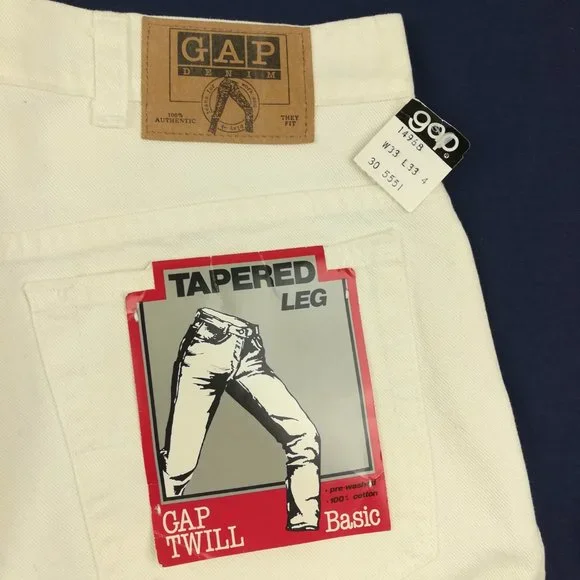 GAP
DENIM
100%
AUTHENTIC
THEY
FIT
gap
14968
W33 L33 4
30 5551
TAPERED
LEG
• pre-washed
• 100% cotton
GAP
TWILL
Basic